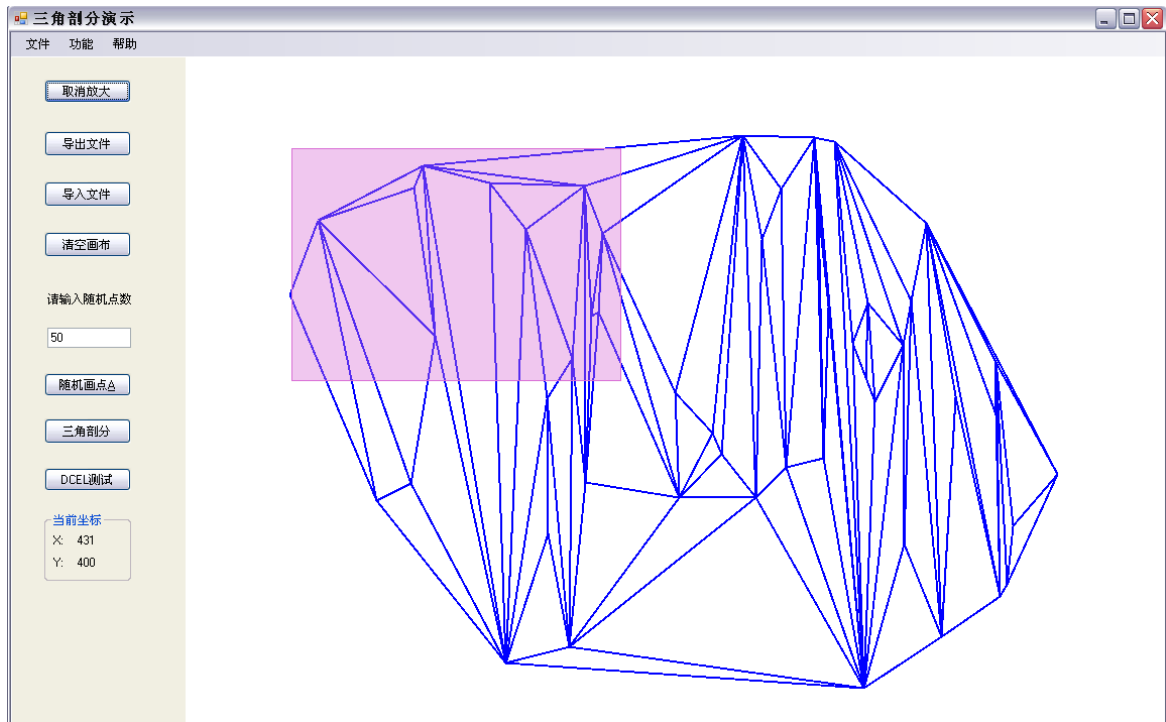 三角剖分演示
文件 功能 帮助
取消放大
导出文件
导入文件
清空画布
请输入随机点数
50
随机画点A
三角剖分
DCEL测试
当前坐标
X: 431
Y: 400